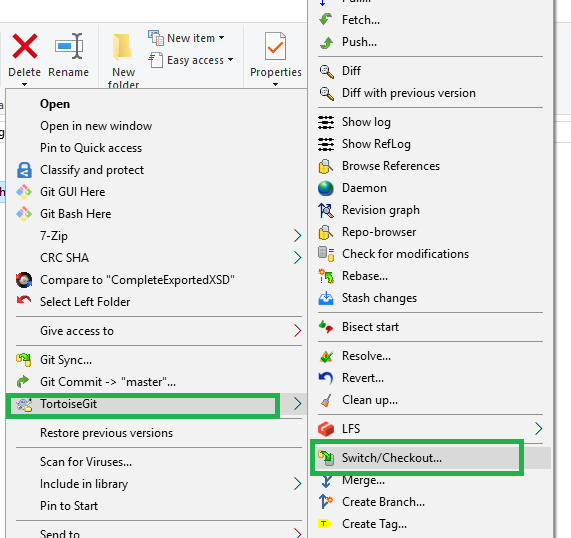 Delete
Rename
New
folder
New item
Easy access
Properties
Open
Open in new window
Pin to Quick access
Classify and protect
Git GUI Here
Git Bash Here
7-Zip
CRC SHA
Compare to "CompleteExportedXSD"
Select Left Folder
Give access to
Git Sync...
Git Commit -> "master"...
TortoiseGit
Restore previous versions
Scan for Viruses...
Include in library
Pin to Start
Send to
Fetch...
Push...
Diff
Diff with previous version
Show log
Show RefLog
Browse References
Daemon
Revision graph
Repo-browser
Check for modifications
Rebase...
Stash changes
Bisect start
Resolve...
Revert...
Clean up...
LFS
Switch/Checkout...
Merge...
Create Branch...
Create Tag...